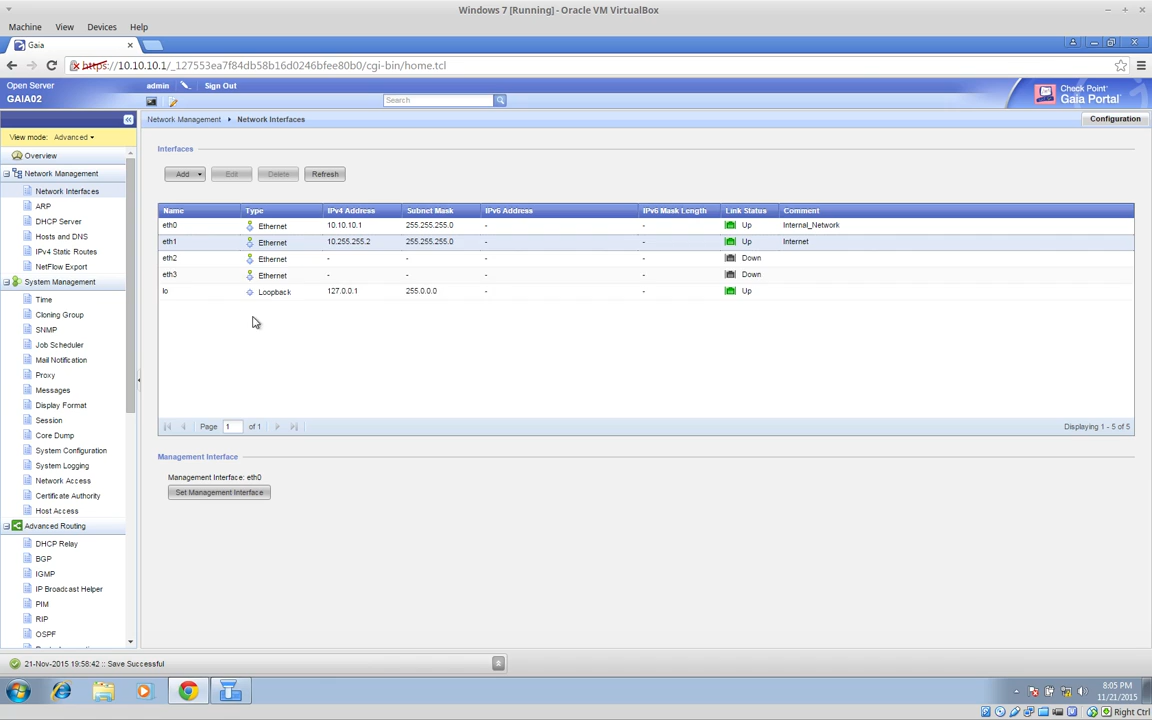 Windows 7 [Running] - Oracle VM VirtualBox
Machine View Devices Help
Gaia
https://10.10.10.1/_127553ea7f84db58b16d0246bfee80b0/cgi-bin/home.tcl
Open Server
GAIA02
admin Sign Out
Search
Check Point
Gaia Portal
View mode: Advanced
Network Management Network Interfaces
Configuration
Overview
Network Management
Network Interfaces
ARP
DHCP Server
Hosts and DNS
IPv4 Static Routes
NetFlow Export
System Management
Time
Cloning Group
SNMP
Job Scheduler
Mail Notification
Proxy
Messages
Display Format
Session
Core Dump
System Configuration
System Logging
Network Access
Certificate Authority
Host Access
Advanced Routing
DHCP Relay
BGP
IGMP
IP Broadcast Helper
PIM
RIP
OSPF
Interfaces
Add Edit Delete Refresh
Name Type IPv4 Address Subnet Mask IPv6 Address IPv6 Mask Length Link Status Comment
eth0 Ethernet 10.10.10.1 255.255.255.0 - - Up Internal_Network
eth1 Ethernet 10.255.255.2 255.255.255.0 - - Up Internet
eth2 Ethernet - - - - Down
eth3 Ethernet - - - - Down
lo Loopback 127.0.0.1 255.0.0.0 - - Up
Page 1 of 1 Displaying 1 - 5 of 5
Management Interface
Management Interface: eth0
Set Management Interface
21-Nov-2015 19:58:42 :: Save Successful
8:05 PM
11/21/2015
Right Ctrl